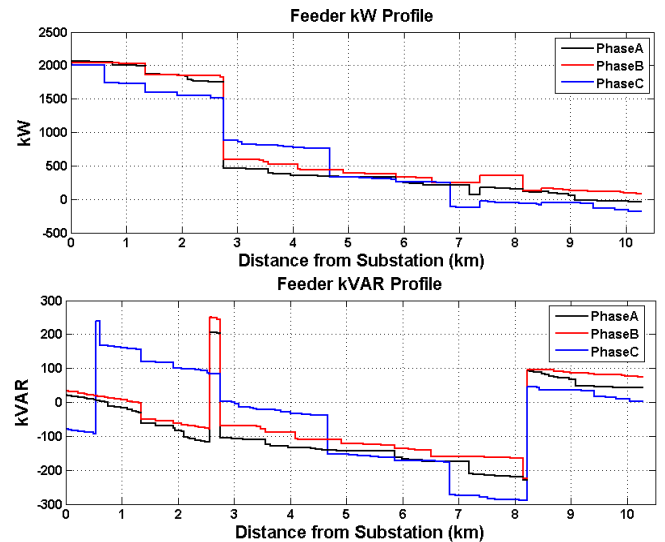 Feeder kW Profile
2500
2000
1500
1000
500
0
-500
kW
PhaseA
PhaseB
PhaseC
0 1 2 3 4 5 6 7 8 9 10
Distance from Substation (km)
Feeder kVAR Profile
300
200
100
0
-100
-200
-300
kVAR
PhaseA
PhaseB
PhaseC
0 1 2 3 4 5 6 7 8 9 10
Distance from Substation (km)